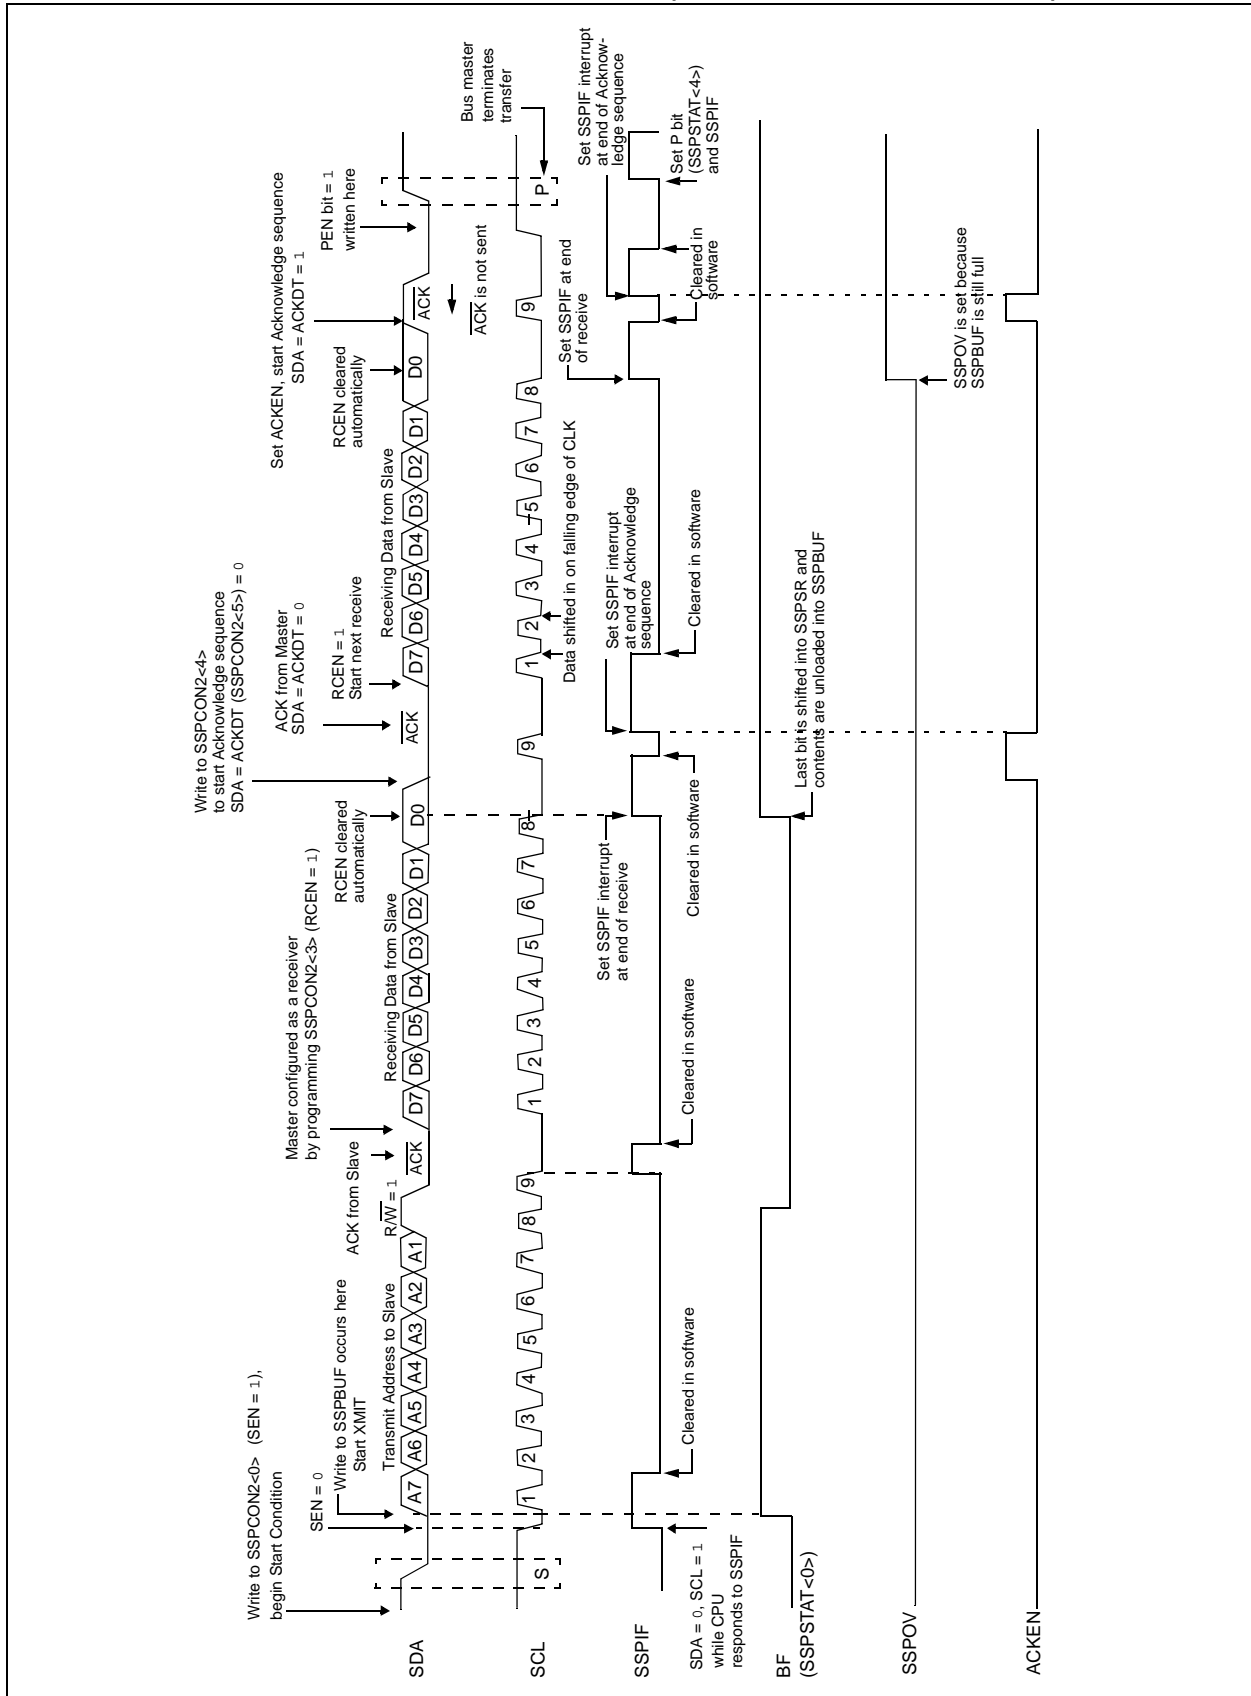 Write to SSPCON2<0> (SEN = 1),
begin Start Condition
SEN = 0
Write to SSPBUF occurs here
Start XMIT
Transmit Address to Slave
R/W = 1
ACK from Slave
Master configured as a receiver
by programming SSPCON2<3> (RCEN = 1)
Receiving Data from Slave
RCEN cleared
automatically
Write to SSPCON2<4>
to start Acknowledge sequence
SDA = ACKDT (SSPCON2<5>) = 0
ACK from Master
SDA = ACKDT = 0
RCEN = 1
Start next receive
Receiving Data from Slave
RCEN cleared
automatically
Set ACKEN, start Acknowledge sequence
SDA = ACKDT = 1
PEN bit = 1
written here
SDA
A7 A6 A5 A4 A3 A2 A1
ACK
D7 D6 D5 D4 D3 D2 D1 D0
ACK
D7 D6 D5 D4 D3 D2 D1 D0
ACK
ACK is not sent
Bus master
terminates
transfer
SCL
S
1 2 3 4 5 6 7 8 9
1 2 3 4 5 6 7 8 9
1 2 3 4 5 6 7 8 9
P
Data shifted in on falling edge of CLK
Set SSPIF interrupt
at end of receive
Set SSPIF interrupt
at end of Acknowledge
sequence
Set SSPIF at end
of receive
Set SSPIF interrupt
at end of Acknow-
ledge sequence
SSPIF
SDA = 0, SCL = 1
while CPU
responds to SSPIF
Cleared in software
Cleared in software
Cleared in software
Cleared in software
Cleared in
software
Set P bit
(SSPSTAT<4>)
and SSPIF
BF
(SSPSTAT<0>)
Last bit is shifted into SSPSR and
contents are unloaded into SSPBUF
SSPOV
SSPOV is set because
SSPBUF is still full
ACKEN